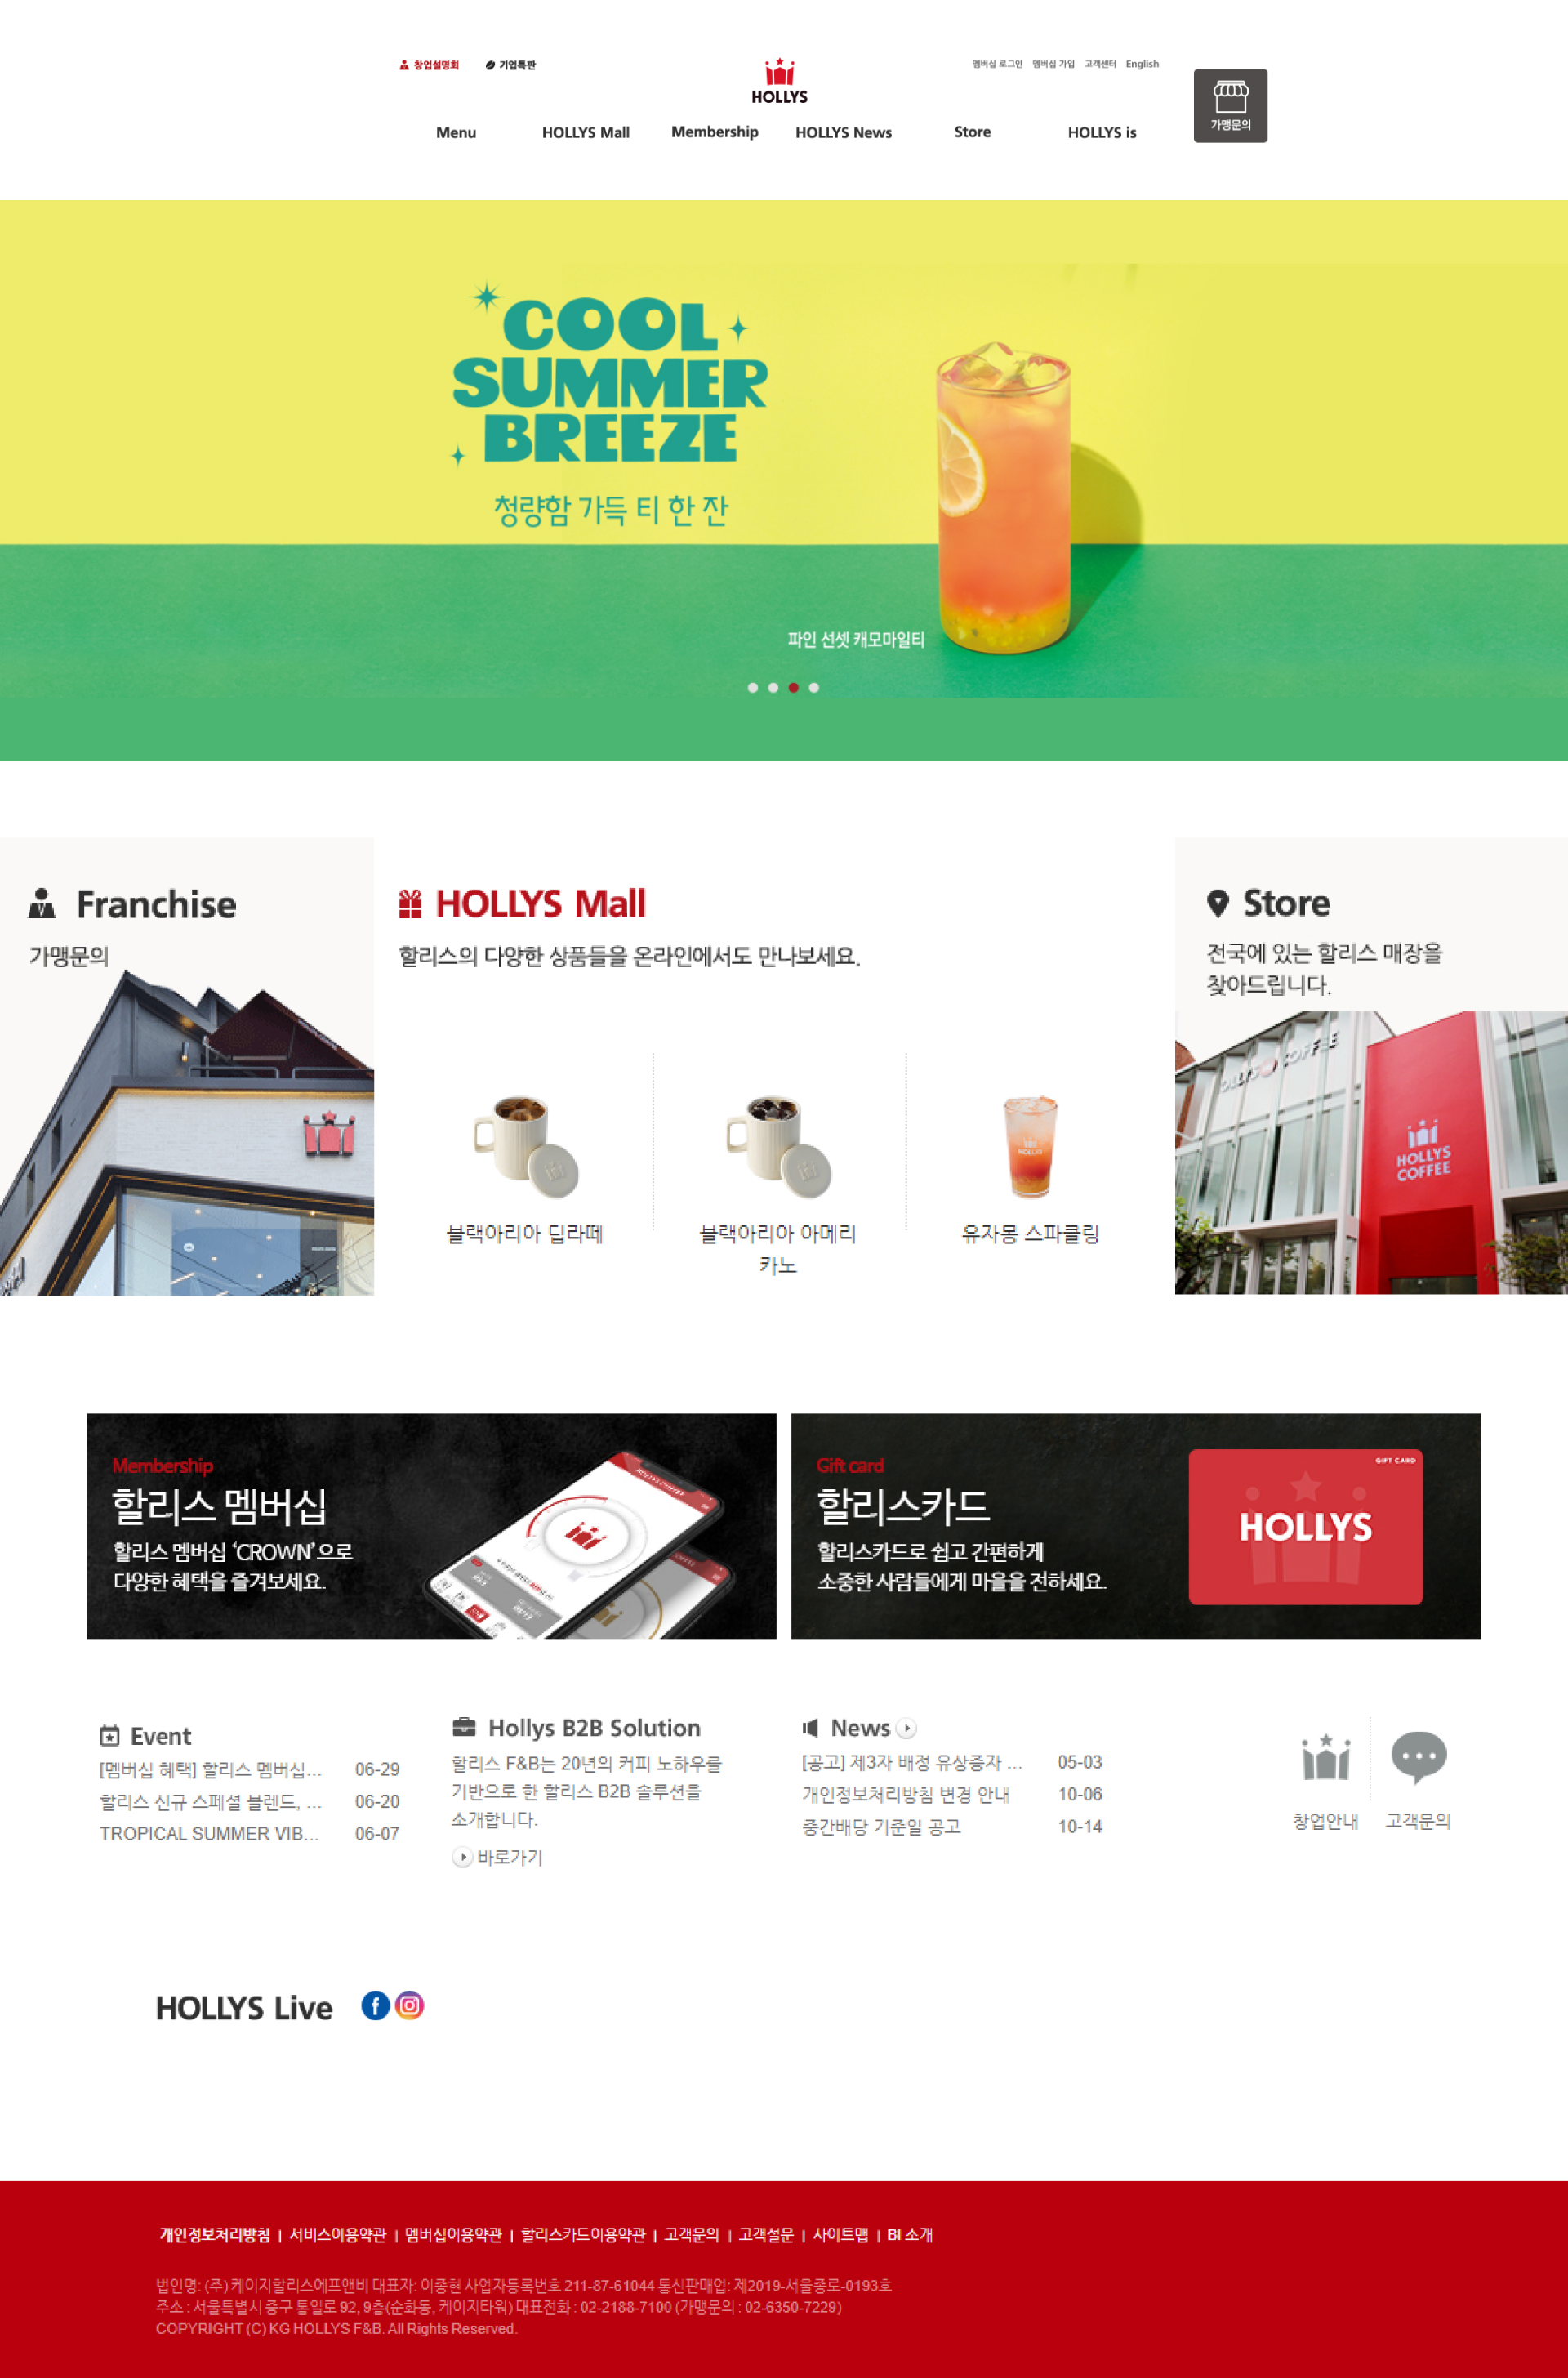 창업설명회 기업특판
멤버십 로그인 멤버십 가입 고객센터 English
HOLLYS
가맹문의
Menu HOLLYS Mall Membership HOLLYS News Store HOLLYS is
COOL
SUMMER
BREEZE
청량함 가득 티 한 잔
파인 선셋 캐모마일티
Franchise
가맹문의
HOLLYS Mall
할리스의 다양한 상품들을 온라인에서도 만나보세요.
블랙아리아 딥라떼
블랙아리아 아메리
카노
유자몽 스파클링
Store
전국에 있는 할리스 매장을
찾아드립니다.
HOLLYS
COFFEE
Membership
할리스 멤버십
할리스 멤버십 ‘CROWN’으로
다양한 혜택을 즐겨보세요.
Gift card
할리스카드
할리스카드로 쉽고 간편하게
소중한 사람들에게 마음을 전하세요.
GIFT CARD
HOLLYS
Event
[멤버십 혜택] 할리스 멤버십... 06-29
할리스 신규 스페셜 블렌드, ... 06-20
TROPICAL SUMMER VIB... 06-07
Hollys B2B Solution
할리스 F&B는 20년의 커피 노하우를
기반으로 한 할리스 B2B 솔루션을
소개합니다.
바로가기
News
[공고] 제3자 배정 유상증자 ... 05-03
개인정보처리방침 변경 안내 10-06
중간배당 기준일 공고 10-14
창업안내 고객문의
HOLLYS Live
개인정보처리방침 | 서비스이용약관 | 멤버십이용약관 | 할리스카드이용약관 | 고객문의 | 고객설문 | 사이트맵 | BI 소개
법인명: (주) 케이지할리스에프앤비 대표자: 이종현 사업자등록번호 211-87-61044 통신판매업: 제2019-서울종로-0193호
주소 : 서울특별시 중구 통일로 92, 9층(순화동, 케이지타워) 대표전화 : 02-2188-7100 (가맹문의 : 02-6350-7229)
COPYRIGHT (C) KG HOLLYS F&B. All Rights Reserved.